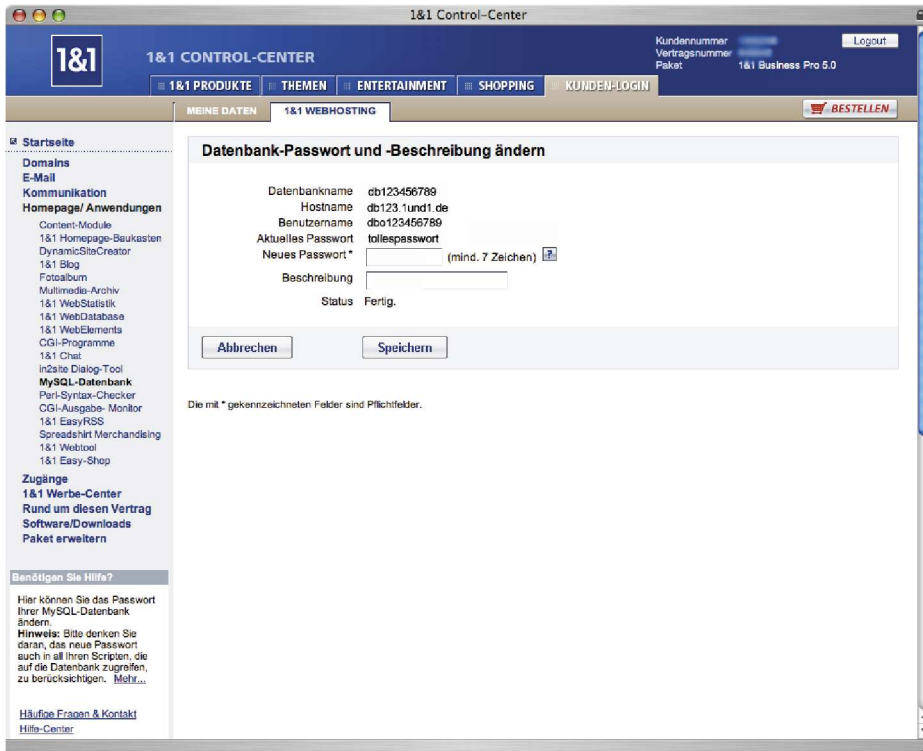 1&1 Control-Center
1&1
1&1 CONTROL-CENTER
Kundennummer
Vertragsnummer
Paket 1&1 Business Pro 5.0
Logout
1&1 PRODUKTE THEMEN ENTERTAINMENT SHOPPING KUNDEN-LOGIN
MEINE DATEN 1&1 WEBHOSTING BESTELLEN
Startseite
Domains
E-Mail
Kommunikation
Homepage/ Anwendungen
Content-Module
1&1 Homepage-Baukasten
DynamicSiteCreator
1&1 Blog
Fotoalbum
Multimedia-Archiv
1&1 WebStatistik
1&1 WebDatabase
1&1 WebElements
CGI-Programme
1&1 Chat
in2site Dialog-Tool
MySQL-Datenbank
Perl-Syntax-Checker
CGI-Ausgabe- Monitor
1&1 EasyRSS
Spreadshirt Merchandising
1&1 Webtool
1&1 Easy-Shop
Zugänge
1&1 Werbe-Center
Rund um diesen Vertrag
Software/Downloads
Paket erweitern
Benötigen Sie Hilfe?
Hier können Sie das Passwort
Ihrer MySQL-Datenbank
ändern.
Hinweis: Bitte denken Sie
daran, das neue Passwort
auch in all Ihren Scripten, die
auf die Datenbank zugreifen,
zu berücksichtigen. Mehr...
Häufige Fragen & Kontakt
Hilfe-Center
Datenbank-Passwort und -Beschreibung ändern
Datenbankname db123456789
Hostname db123.1und1.de
Benutzername dbo123456789
Aktuelles Passwort tollespasswort
Neues Passwort* (mind. 7 Zeichen) ?
Beschreibung
Status Fertig.
Abbrechen Speichern
Die mit * gekennzeichneten Felder sind Pflichtfelder.